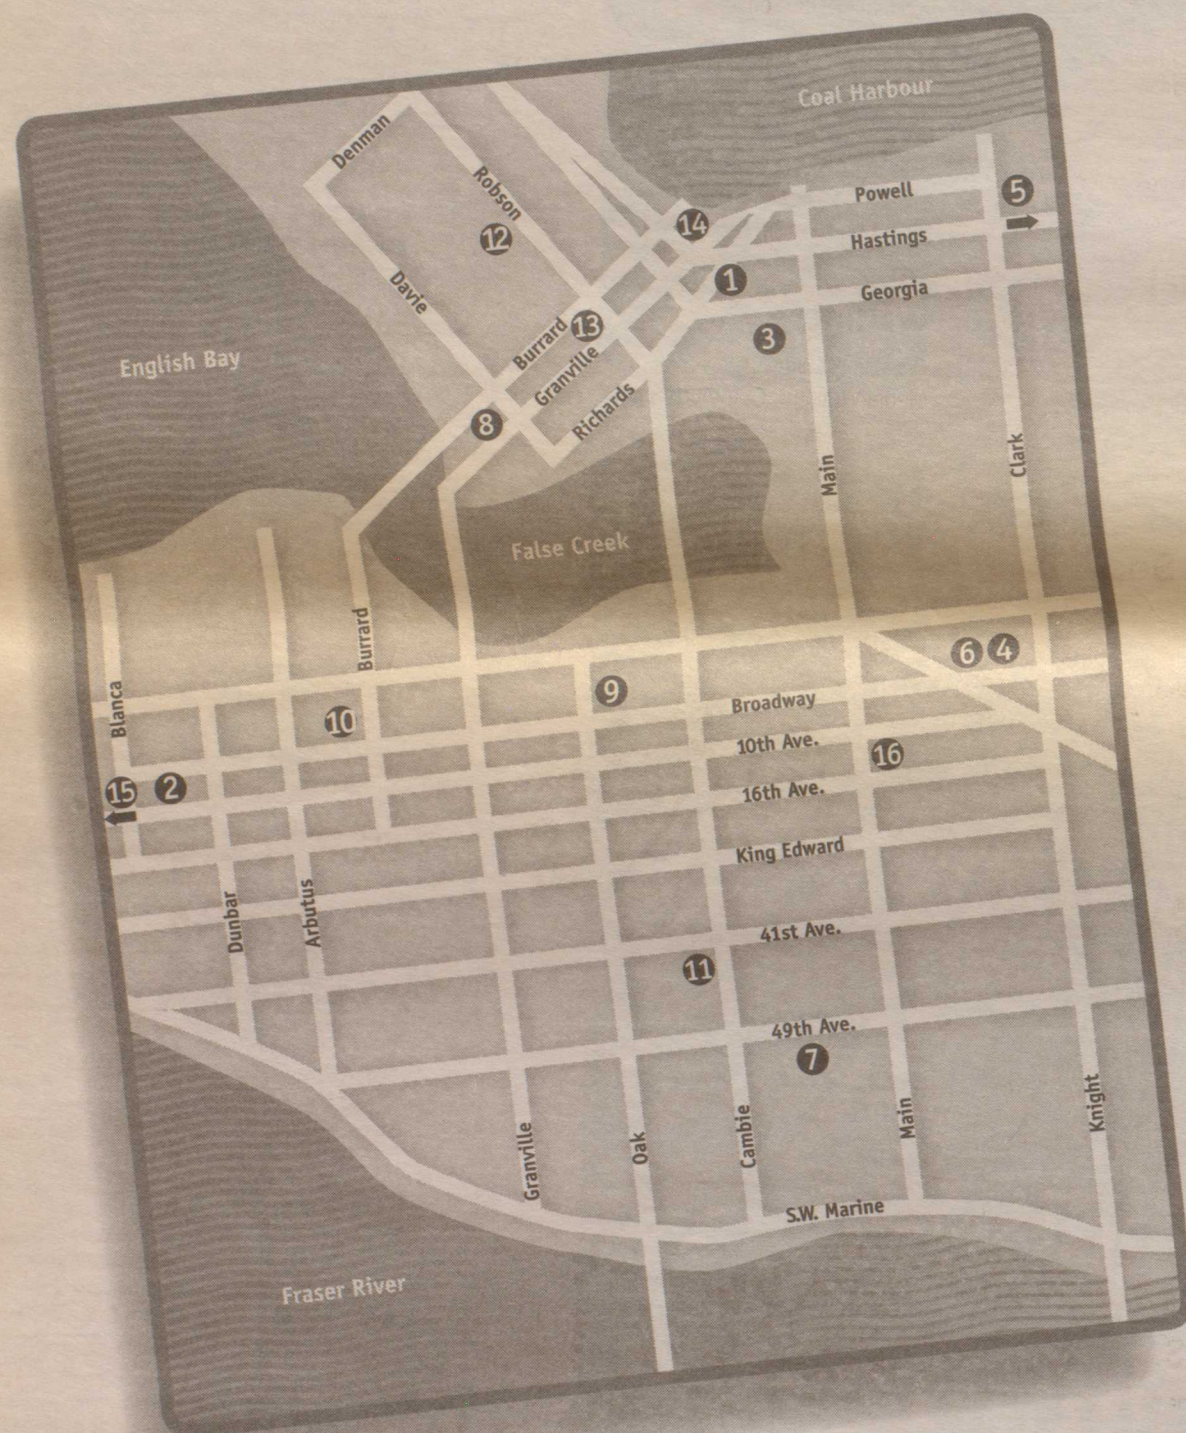 Coal Harbour
Denman
Robson
Powell
5
12
14
Hastings
Davie
1
Georgia
Burrard
13
3
English Bay
Granville
8
Richards
Main
Clark
False Creek
Burrard
6 4
Blanca
9
Broadway
10
10th Ave.
16
15 2
16th Ave.
King Edward
Dunbar
Arbutus
41st Ave.
11
49th Ave.
7
Granville
Oak
Cambie
Main
Knight
S.W. Marine
Fraser River